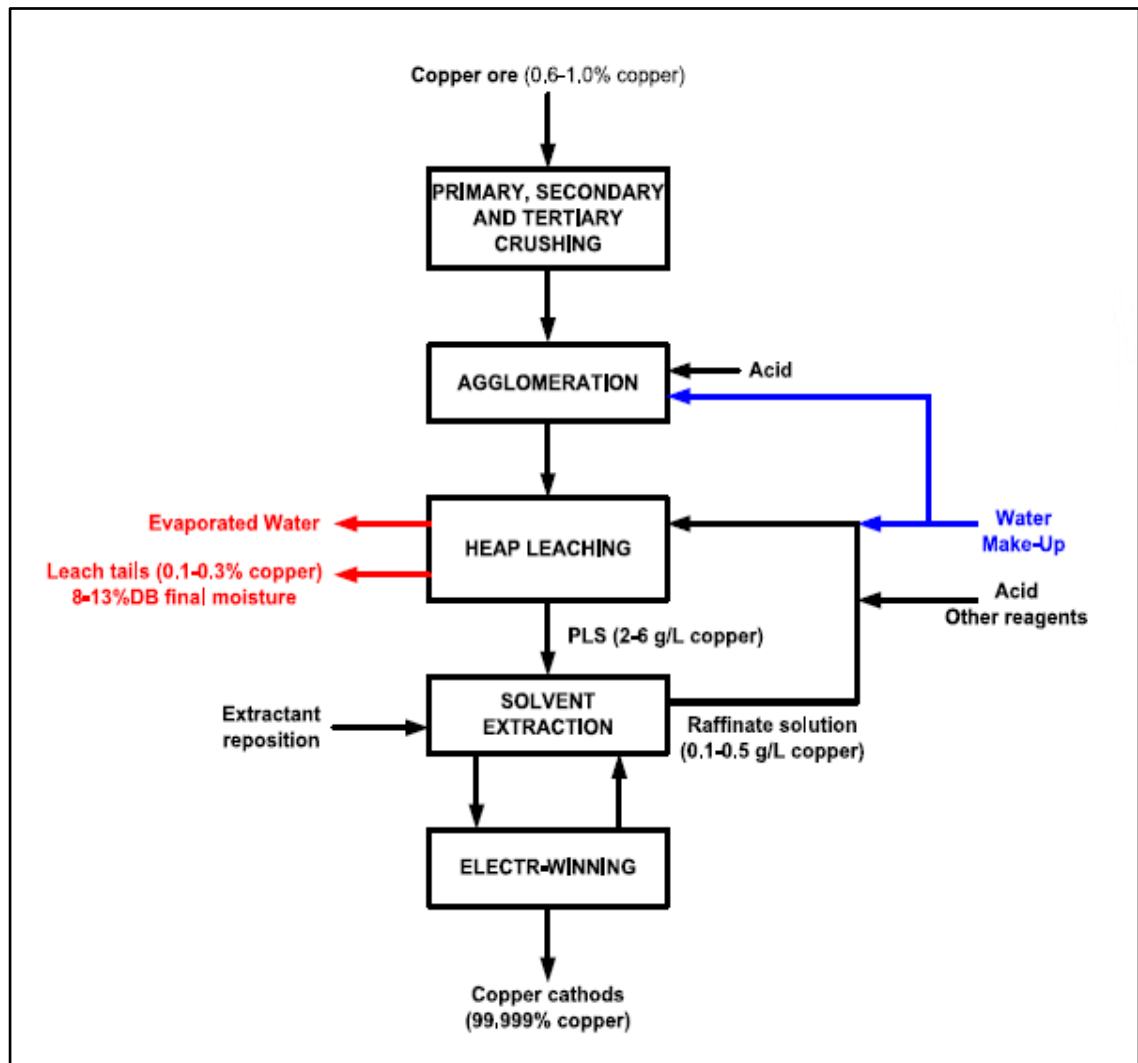 Copper ore (0.6-1.0% copper)
PRIMARY, SECONDARY
AND TERTIARY
CRUSHING
AGGLOMERATION
Acid
Evaporated Water
Leach tails (0.1-0.3% copper)
8-13%DB final moisture
HEAP LEACHING
Water
Make-Up
Acid
Other reagents
PLS (2-6 g/L copper)
Extractant
reposition
SOLVENT
EXTRACTION
Raffinate solution
(0.1-0.5 g/L copper)
ELECTR-WINNING
Copper cathods
(99.999% copper)